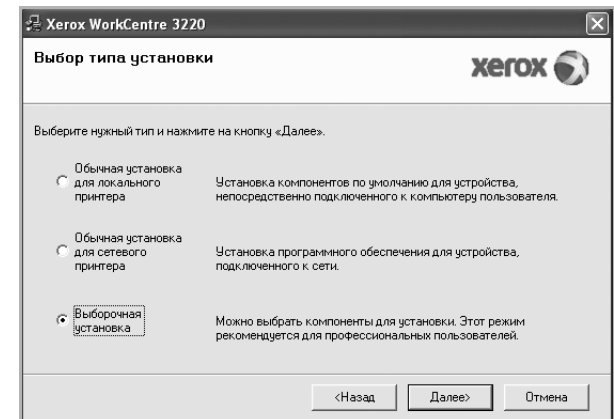 Xerox WorkCentre 3220
Выбор типа установки
xerox
Выберите нужный тип и нажмите на кнопку «Далее».
Обычная установка
для локального
принтера
Установка компонентов по умолчанию для устройства,
непосредственно подключенного к компьютеру пользователя.
Обычная установка
для сетевого
принтера
Установка программного обеспечения для устройства,
подключенного к сети.
Выборочная
установка
Можно выбрать компоненты для установки. Этот режим
рекомендуется для профессиональных пользователей.
<Назад
Далее>
Отмена